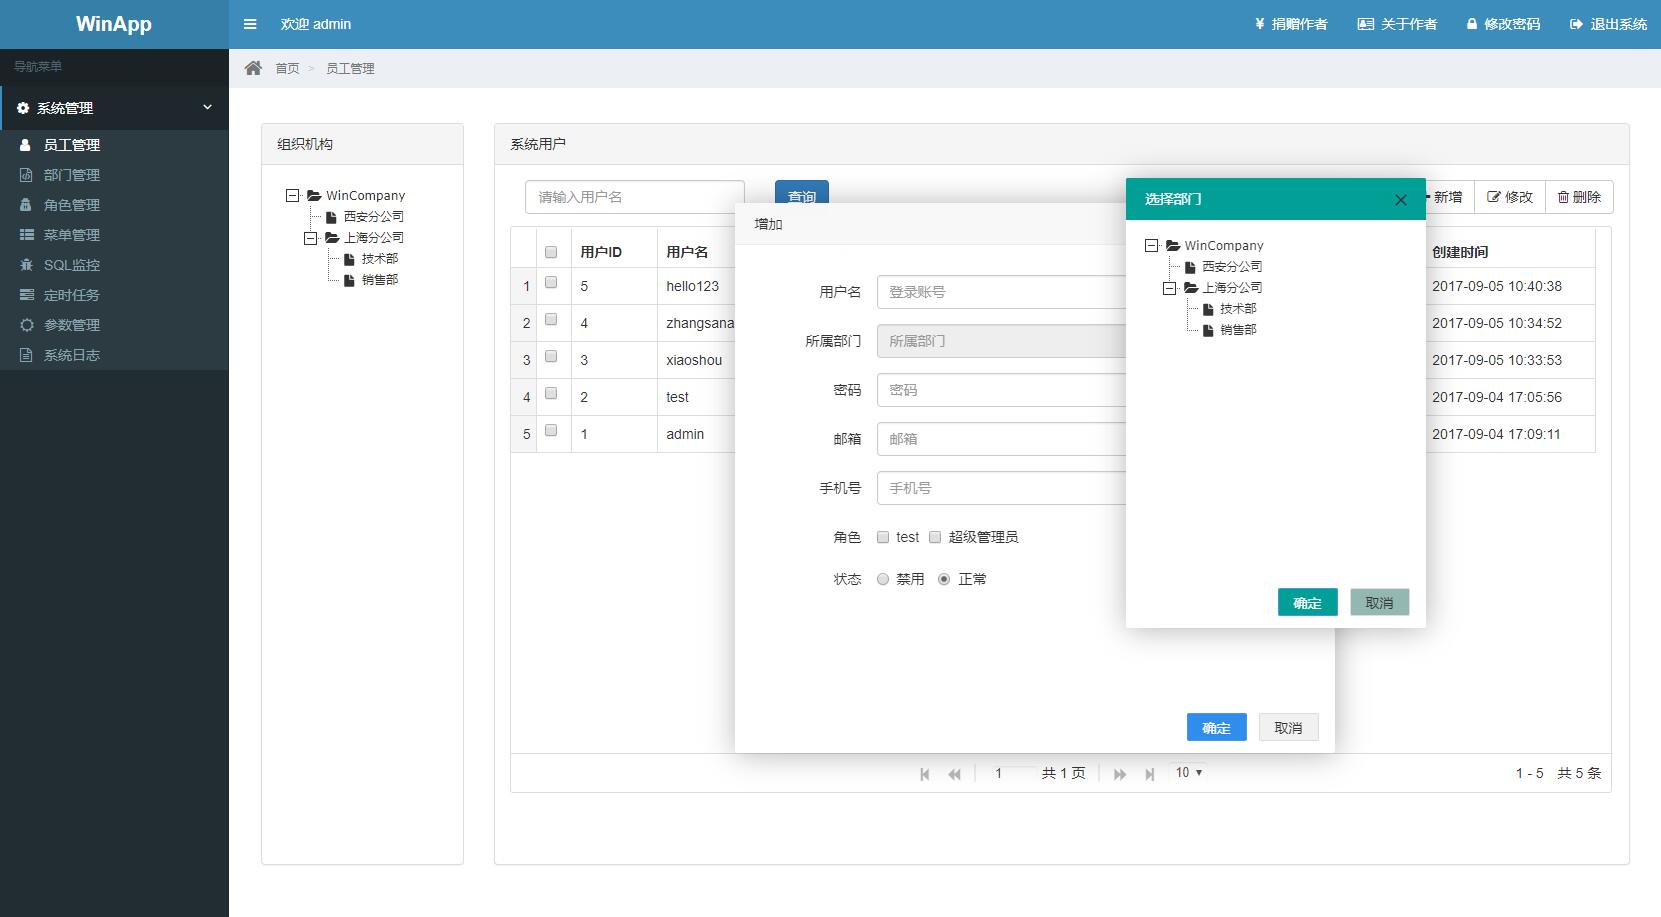 WinApp
欢迎 admin
捐赠作者
关于作者
修改密码
退出系统
导航菜单
首页 > 员工管理
系统管理
员工管理
部门管理
角色管理
菜单管理
SQL监控
定时任务
参数管理
系统日志
组织机构
WinCompany
西安分公司
上海分公司
技术部
销售部
系统用户
请输入用户名
查询
新增
修改
删除
用户ID 用户名 创建时间
1 5 hello123 2017-09-05 10:40:38
2 4 zhangsana 2017-09-05 10:34:52
3 3 xiaoshou 2017-09-05 10:33:53
4 2 test 2017-09-04 17:05:56
5 1 admin 2017-09-04 17:09:11
增加
用户名 登录账号
所属部门 所属部门
密码 密码
邮箱 邮箱
手机号 手机号
角色 test 超级管理员
状态 禁用 正常
确定 取消
选择部门
WinCompany
西安分公司
上海分公司
技术部
销售部
确定 取消
1 共 1 页 10
1 - 5 共 5 条